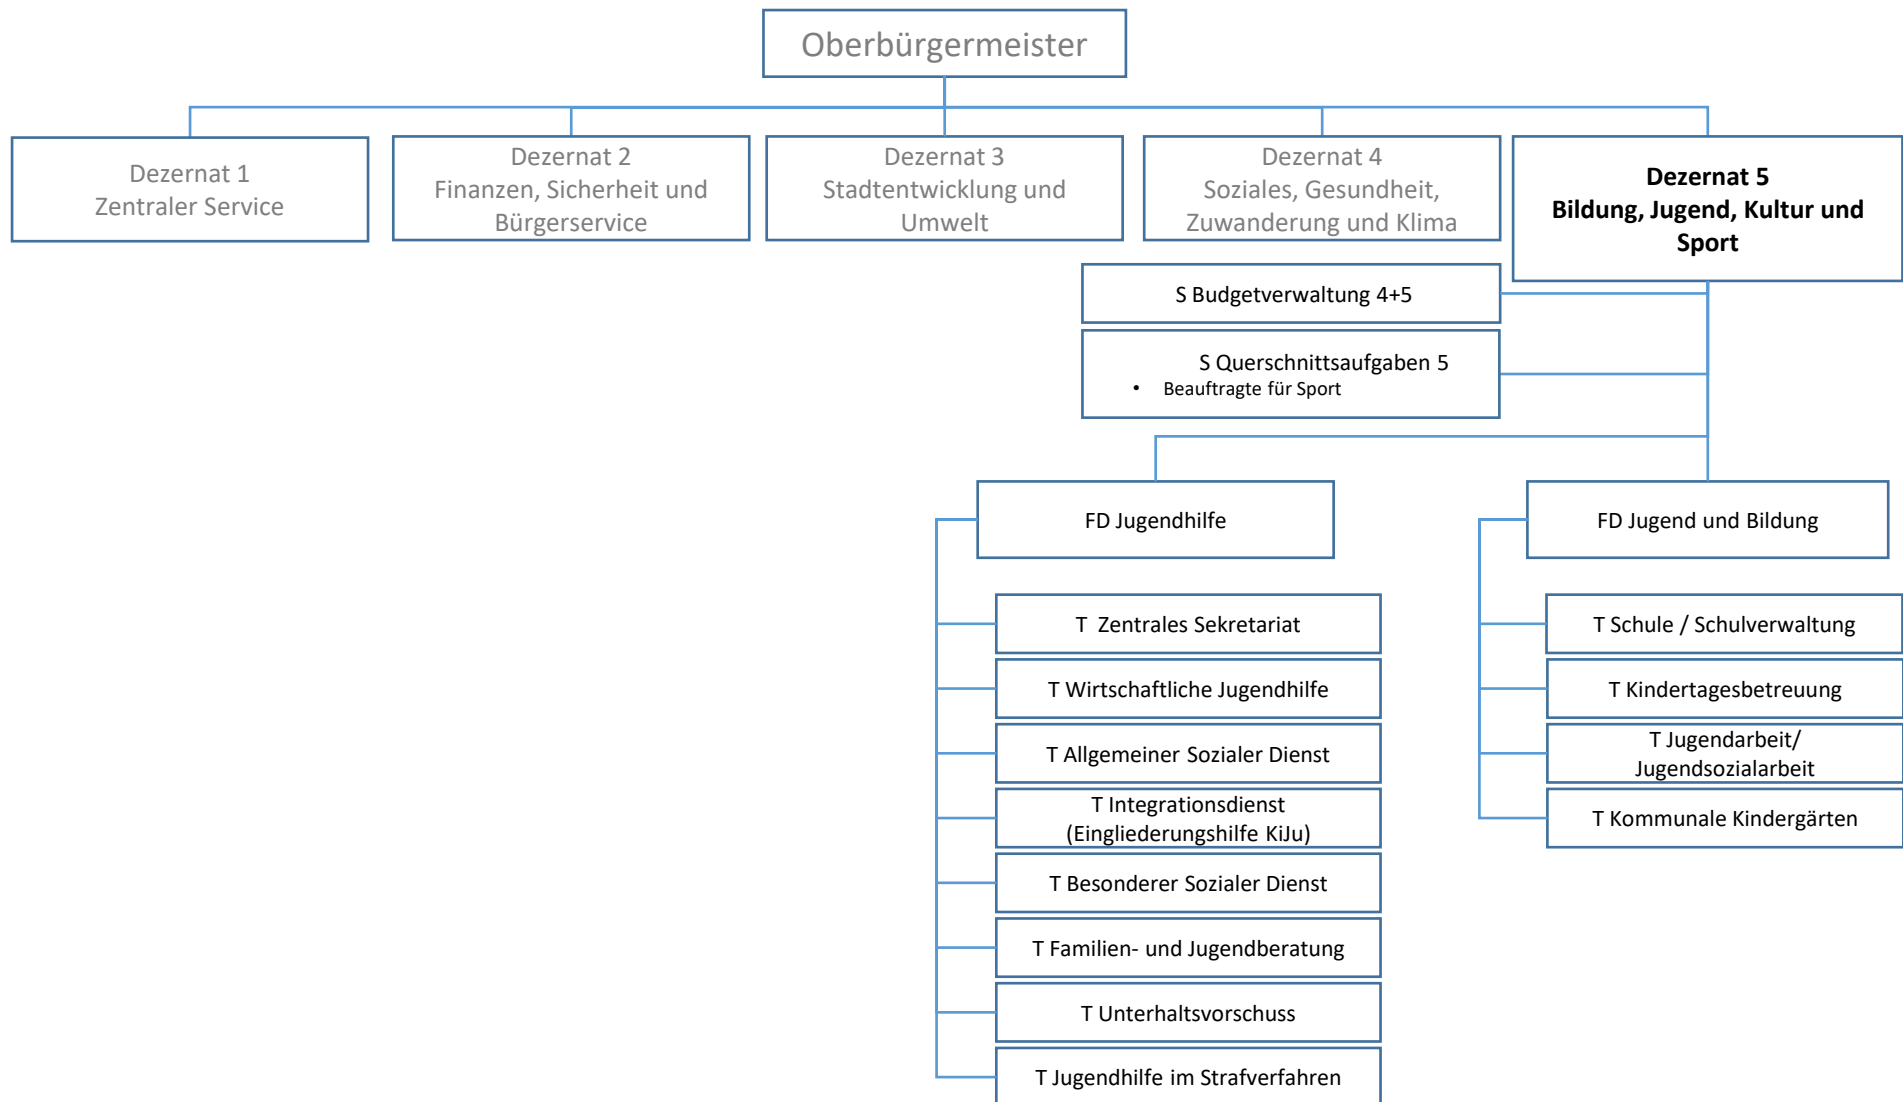 Oberbürgermeister
Dezernat 1
Zentraler Service
Dezernat 2
Finanzen, Sicherheit und
Bürgerservice
Dezernat 3
Stadtentwicklung und
Umwelt
Dezernat 4
Soziales, Gesundheit,
Zuwanderung und Klima
Dezernat 5
Bildung, Jugend, Kultur und
Sport
S Budgetverwaltung 4+5
S Querschnittsaufgaben 5
• Beauftragte für Sport
FD Jugendhilfe
T Zentrales Sekretariat
T Wirtschaftliche Jugendhilfe
T Allgemeiner Sozialer Dienst
T Integrationsdienst
(Eingliederungshilfe KiJu)
T Besonderer Sozialer Dienst
T Familien- und Jugendberatung
T Unterhaltsvorschuss
T Jugendhilfe im Strafverfahren
FD Jugend und Bildung
T Schule / Schulverwaltung
T Kindertagesbetreuung
T Jugendarbeit/
Jugendsozialarbeit
T Kommunale Kindergärten